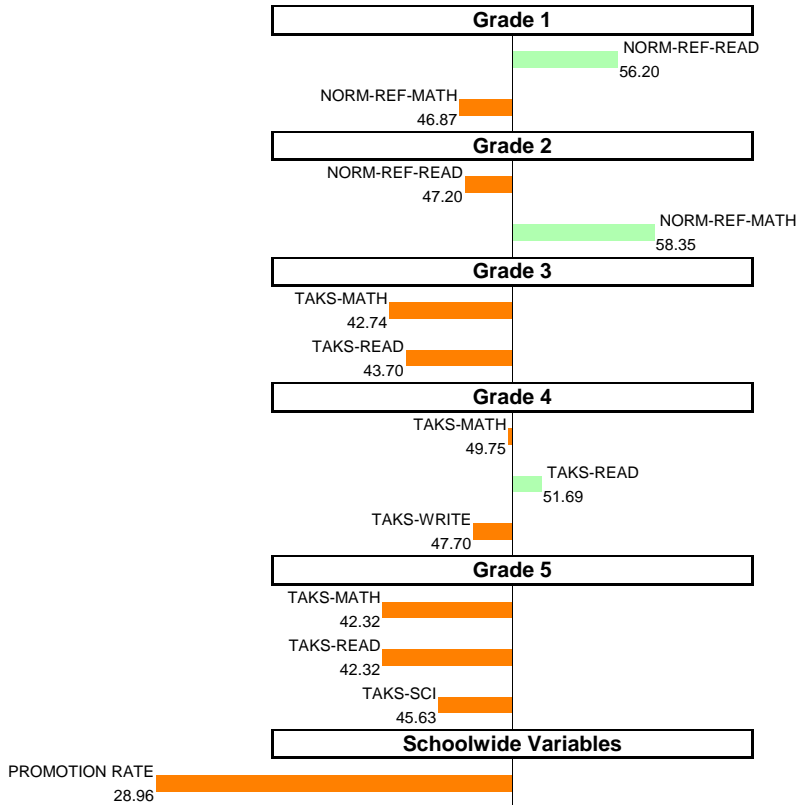 Grade 1
NORM-REF-READ
56.20
NORM-REF-MATH
46.87
Grade 2
NORM-REF-READ
47.20
NORM-REF-MATH
58.35
Grade 3
TAKS-MATH
42.74
TAKS-READ
43.70
Grade 4
TAKS-MATH
49.75
TAKS-READ
51.69
TAKS-WRITE
47.70
Grade 5
TAKS-MATH
42.32
TAKS-READ
42.32
TAKS-SCI
45.63
Schoolwide Variables
PROMOTION RATE
28.96